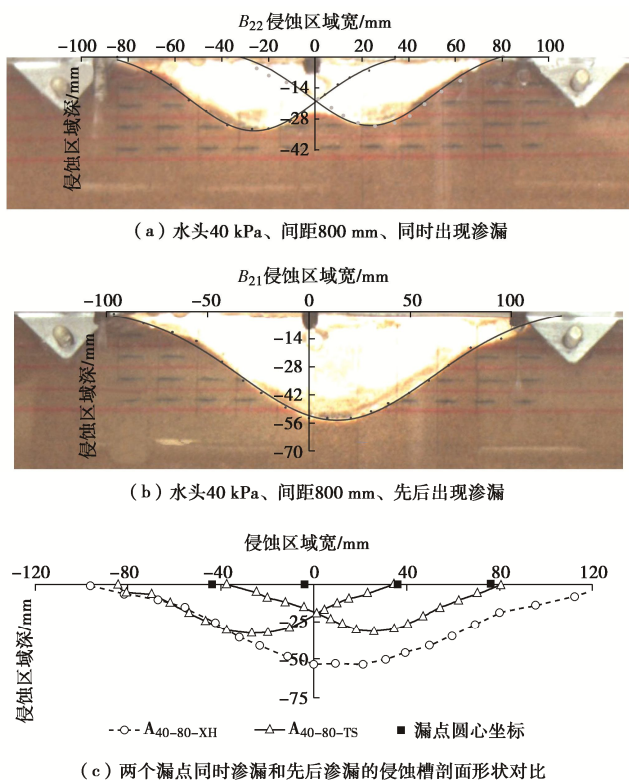 B22侵蚀区域宽/mm
-100 -80 -60 -40 -20 0 20 40 60 80 100
-14
-28
-42
侵蚀区域深/mm
（a）水头40 kPa、间距800 mm、同时出现渗漏
B21侵蚀区域宽/mm
-100 -50 0 50 100
-14
-28
-42
-56
-70
侵蚀区域深/mm
（b）水头40 kPa、间距800 mm、先后出现渗漏
侵蚀区域宽/mm
-120 -80 -40 0 40 80 120
-25
-50
-75
侵蚀区域深/mm
A40-80-XH A40-80-TS 漏点圆心坐标
（c）两个漏点同时渗漏和先后渗漏的侵蚀槽剖面形状对比